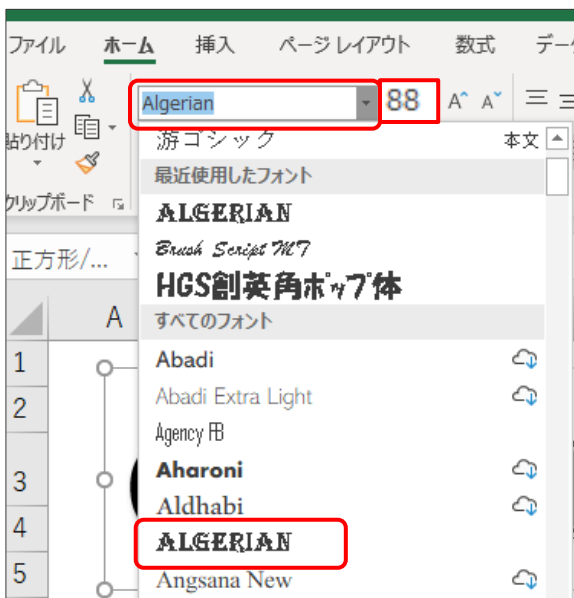 ファイル ホーム 挿入 ページ レイアウト 数式 デー
Algerian 88 A^ A˅
貼り付け
クリップボード
游ゴシック 本文
最近使用したフォント
ALGERIAN
Brush Script MT
HGS創英角ポップ体
正方形/...
すべてのフォント
A
1
2
3
4
5
Abadi
Abadi Extra Light
Agency FB
Aharoni
Aldhabi
ALGERIAN
Angsana New